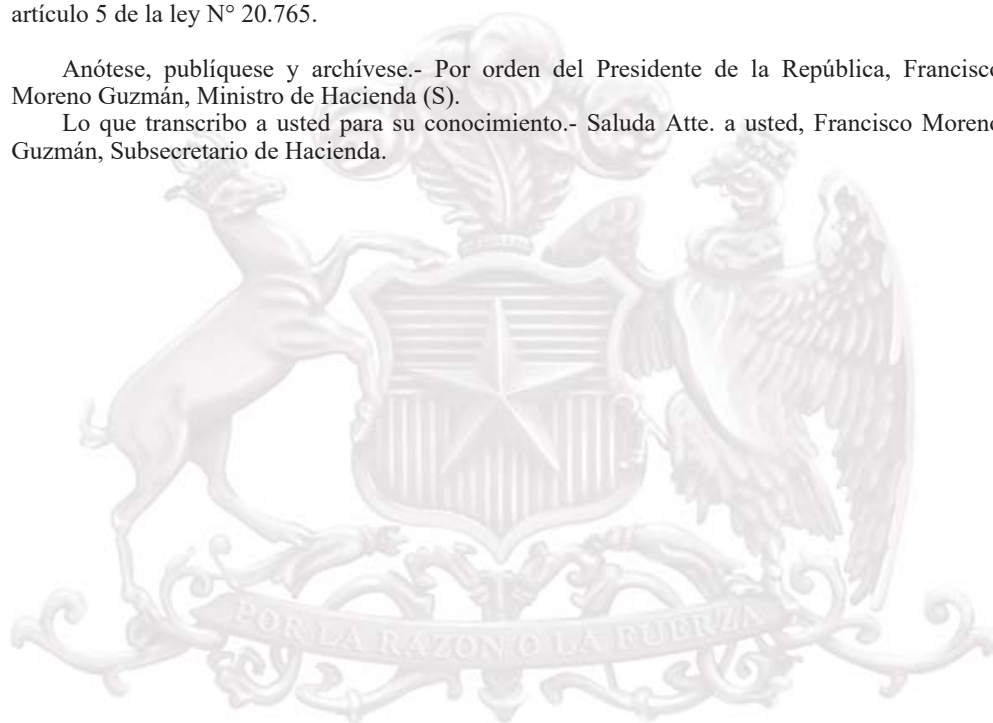 artículo 5 de la ley N° 20.765.
Anótese, publíquese y archívese.- Por orden del Presidente de la República, Francisco
Moreno Guzmán, Ministro de Hacienda (S).
Lo que transcribo a usted para su conocimiento.- Saluda Atte. a usted, Francisco Moreno
Guzmán, Subsecretario de Hacienda.
POR LA RAZON O LA FUERZA